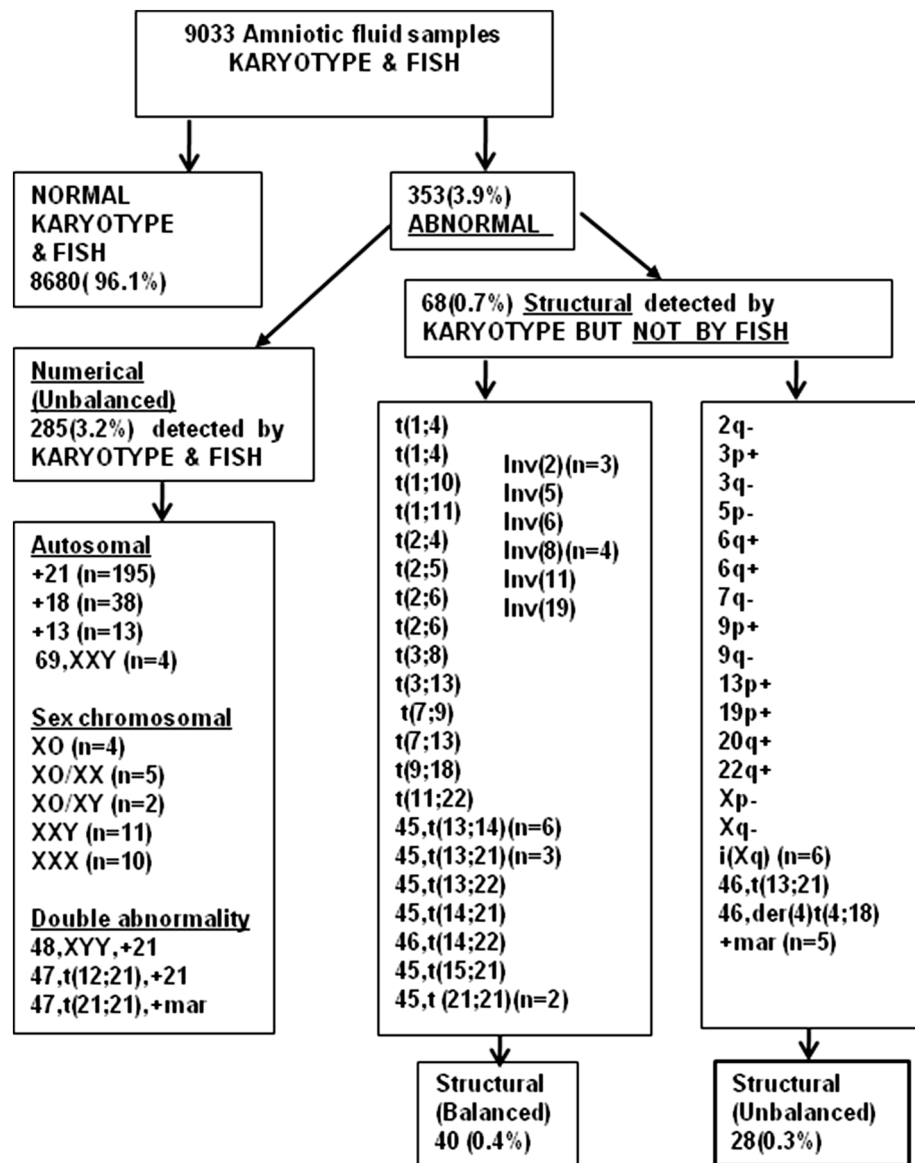 9033 Amniotic fluid samples
KARYOTYPE & FISH
NORMAL
KARYOTYPE
& FISH
8680( 96.1%)
353(3.9%)
ABNORMAL
68(0.7%) Structural detected by
KARYOTYPE BUT NOT BY FISH
Numerical
(Unbalanced)
285(3.2%) detected by
KARYOTYPE & FISH
Autosomal
+21 (n=195)
+18 (n=38)
+13 (n=13)
69,XXY (n=4)
Sex chromosomal
XO (n=4)
XO/XX (n=5)
XO/XY (n=2)
XXY (n=11)
XXX (n=10)
Double abnormality
48,XYY,+21
47,t(12;21),+21
47,t(21;21),+mar
t(1;4)
t(1;4)
t(1;10)
t(1;11)
t(2;4)
t(2;5)
t(2;6)
t(2;6)
t(3;8)
t(3;13)
t(7;9)
t(7;13)
t(9;18)
t(11;22)
45,t(13;14)(n=6)
45,t(13;21)(n=3)
45,t(13;22)
45,t(14;21)
46,t(14;22)
45,t(15;21)
45,t (21;21)(n=2)
Inv(2)(n=3)
Inv(5)
Inv(6)
Inv(8)(n=4)
Inv(11)
Inv(19)
2q-
3p+
3q-
5p-
6q+
6q+
7q-
9p+
9q-
13p+
19p+
20q+
22q+
Xp-
Xq-
i(Xq) (n=6)
46,t(13;21)
46,der(4)t(4;18)
+mar (n=5)
Structural
(Balanced)
40 (0.4%)
Structural
(Unbalanced)
28(0.3%)